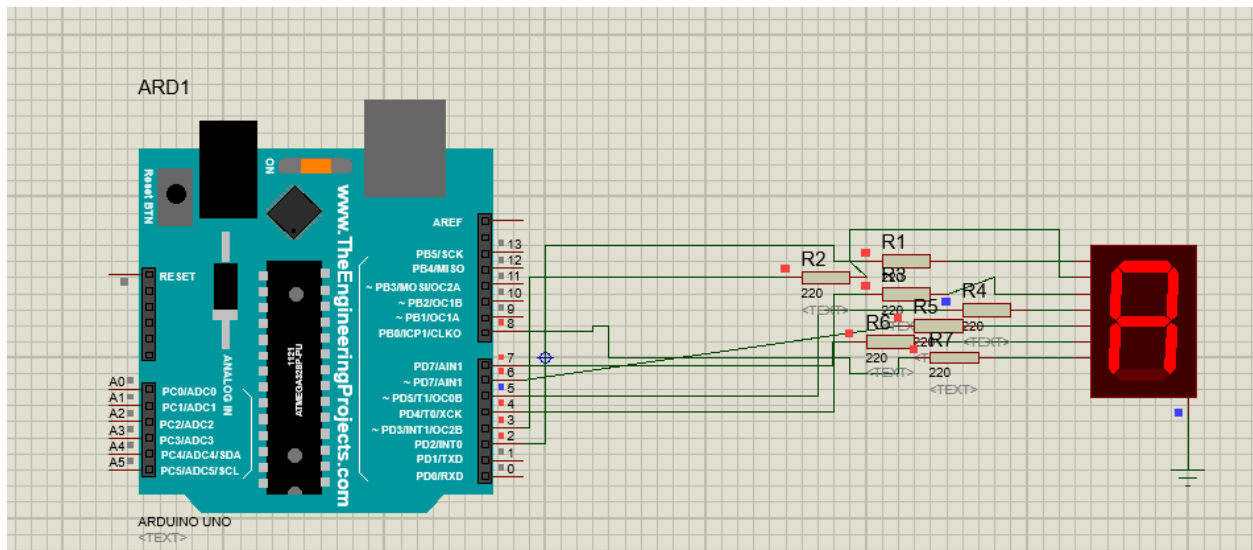 ARD1
Reset BTN
ON
www.TheEngineeringProjects.com
RESET
ANALOG IN
1121
ATMEGA328P-PU
AREF
PB5/SCK
13
PB4/MISO
12
~ PB3/MOSI/OC2A
11
~ PB2/OC1B
10
~ PB1/OC1A
9
PB0/ICP1/CLKO
8
PD7/AIN1
7
~ PD7/AIN1
6
~ PD5/T1/OC0B
5
PD4/T0/XCK
4
~ PD3/INT1/OC2B
3
PD2/INT0
2
PD1/TXD
1
PD0/RXD
0
A0
PC0/ADC0
A1
PC1/ADC1
A2
PC2/ADC2
A3
PC3/ADC3
A4
PC4/ADC4/SDA
A5
PC5/ADC5/SCL
ARDUINO UNO
<TEXT>
R1
R2
220
<TEXT>
R3
220
R4
220
<TEXT>
R5
R6
220
<TEXT>
R7
220
<TEXT>